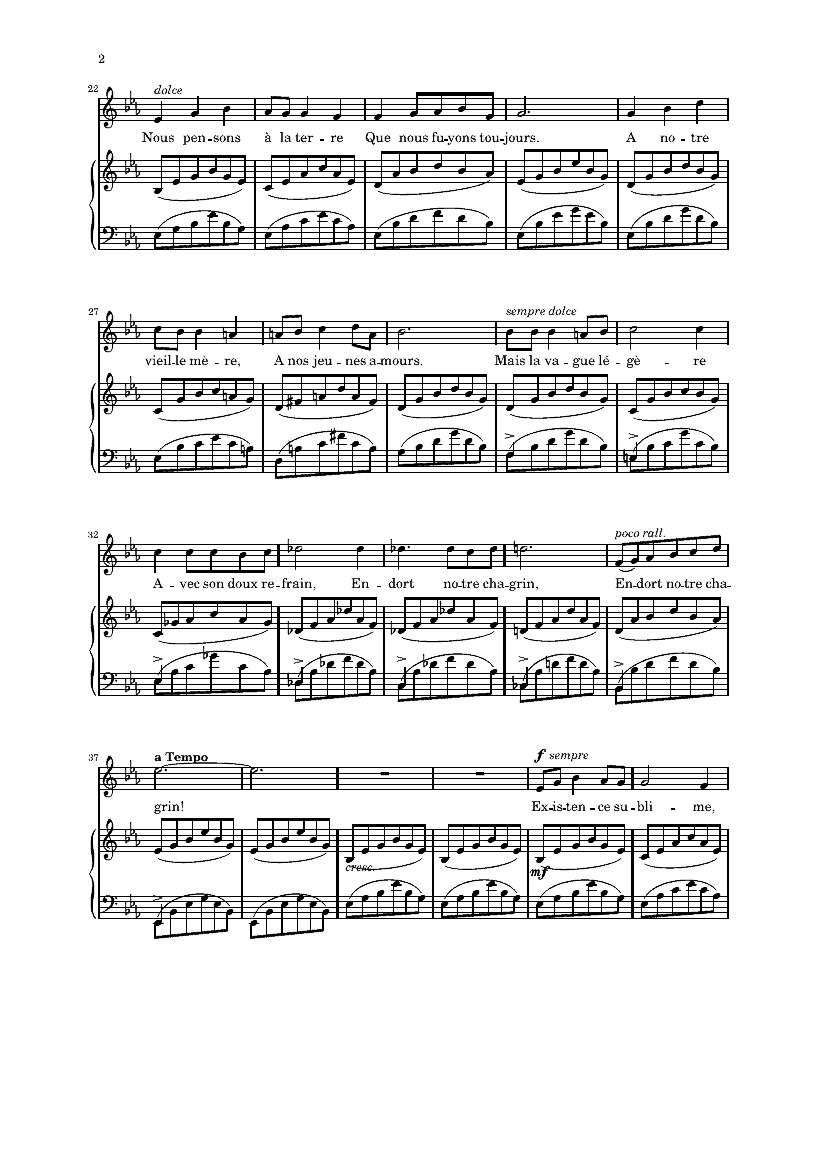 2
22
dolce
Nous pen - sons à la ter - re Que nous fu - yons tou - jours. A no - tre
27
sempre dolce
vieil - le mè - re, A nos jeu - nes a - mours. Mais la va - gue lé - gè - re
32
poco rall.
A - vec son doux re - frain, En - dort no - tre cha - grin, En - dort no - tre cha -
37
a Tempo
f sempre
grin! Ex - is - ten - ce su - bli - me,
cresc.
mf